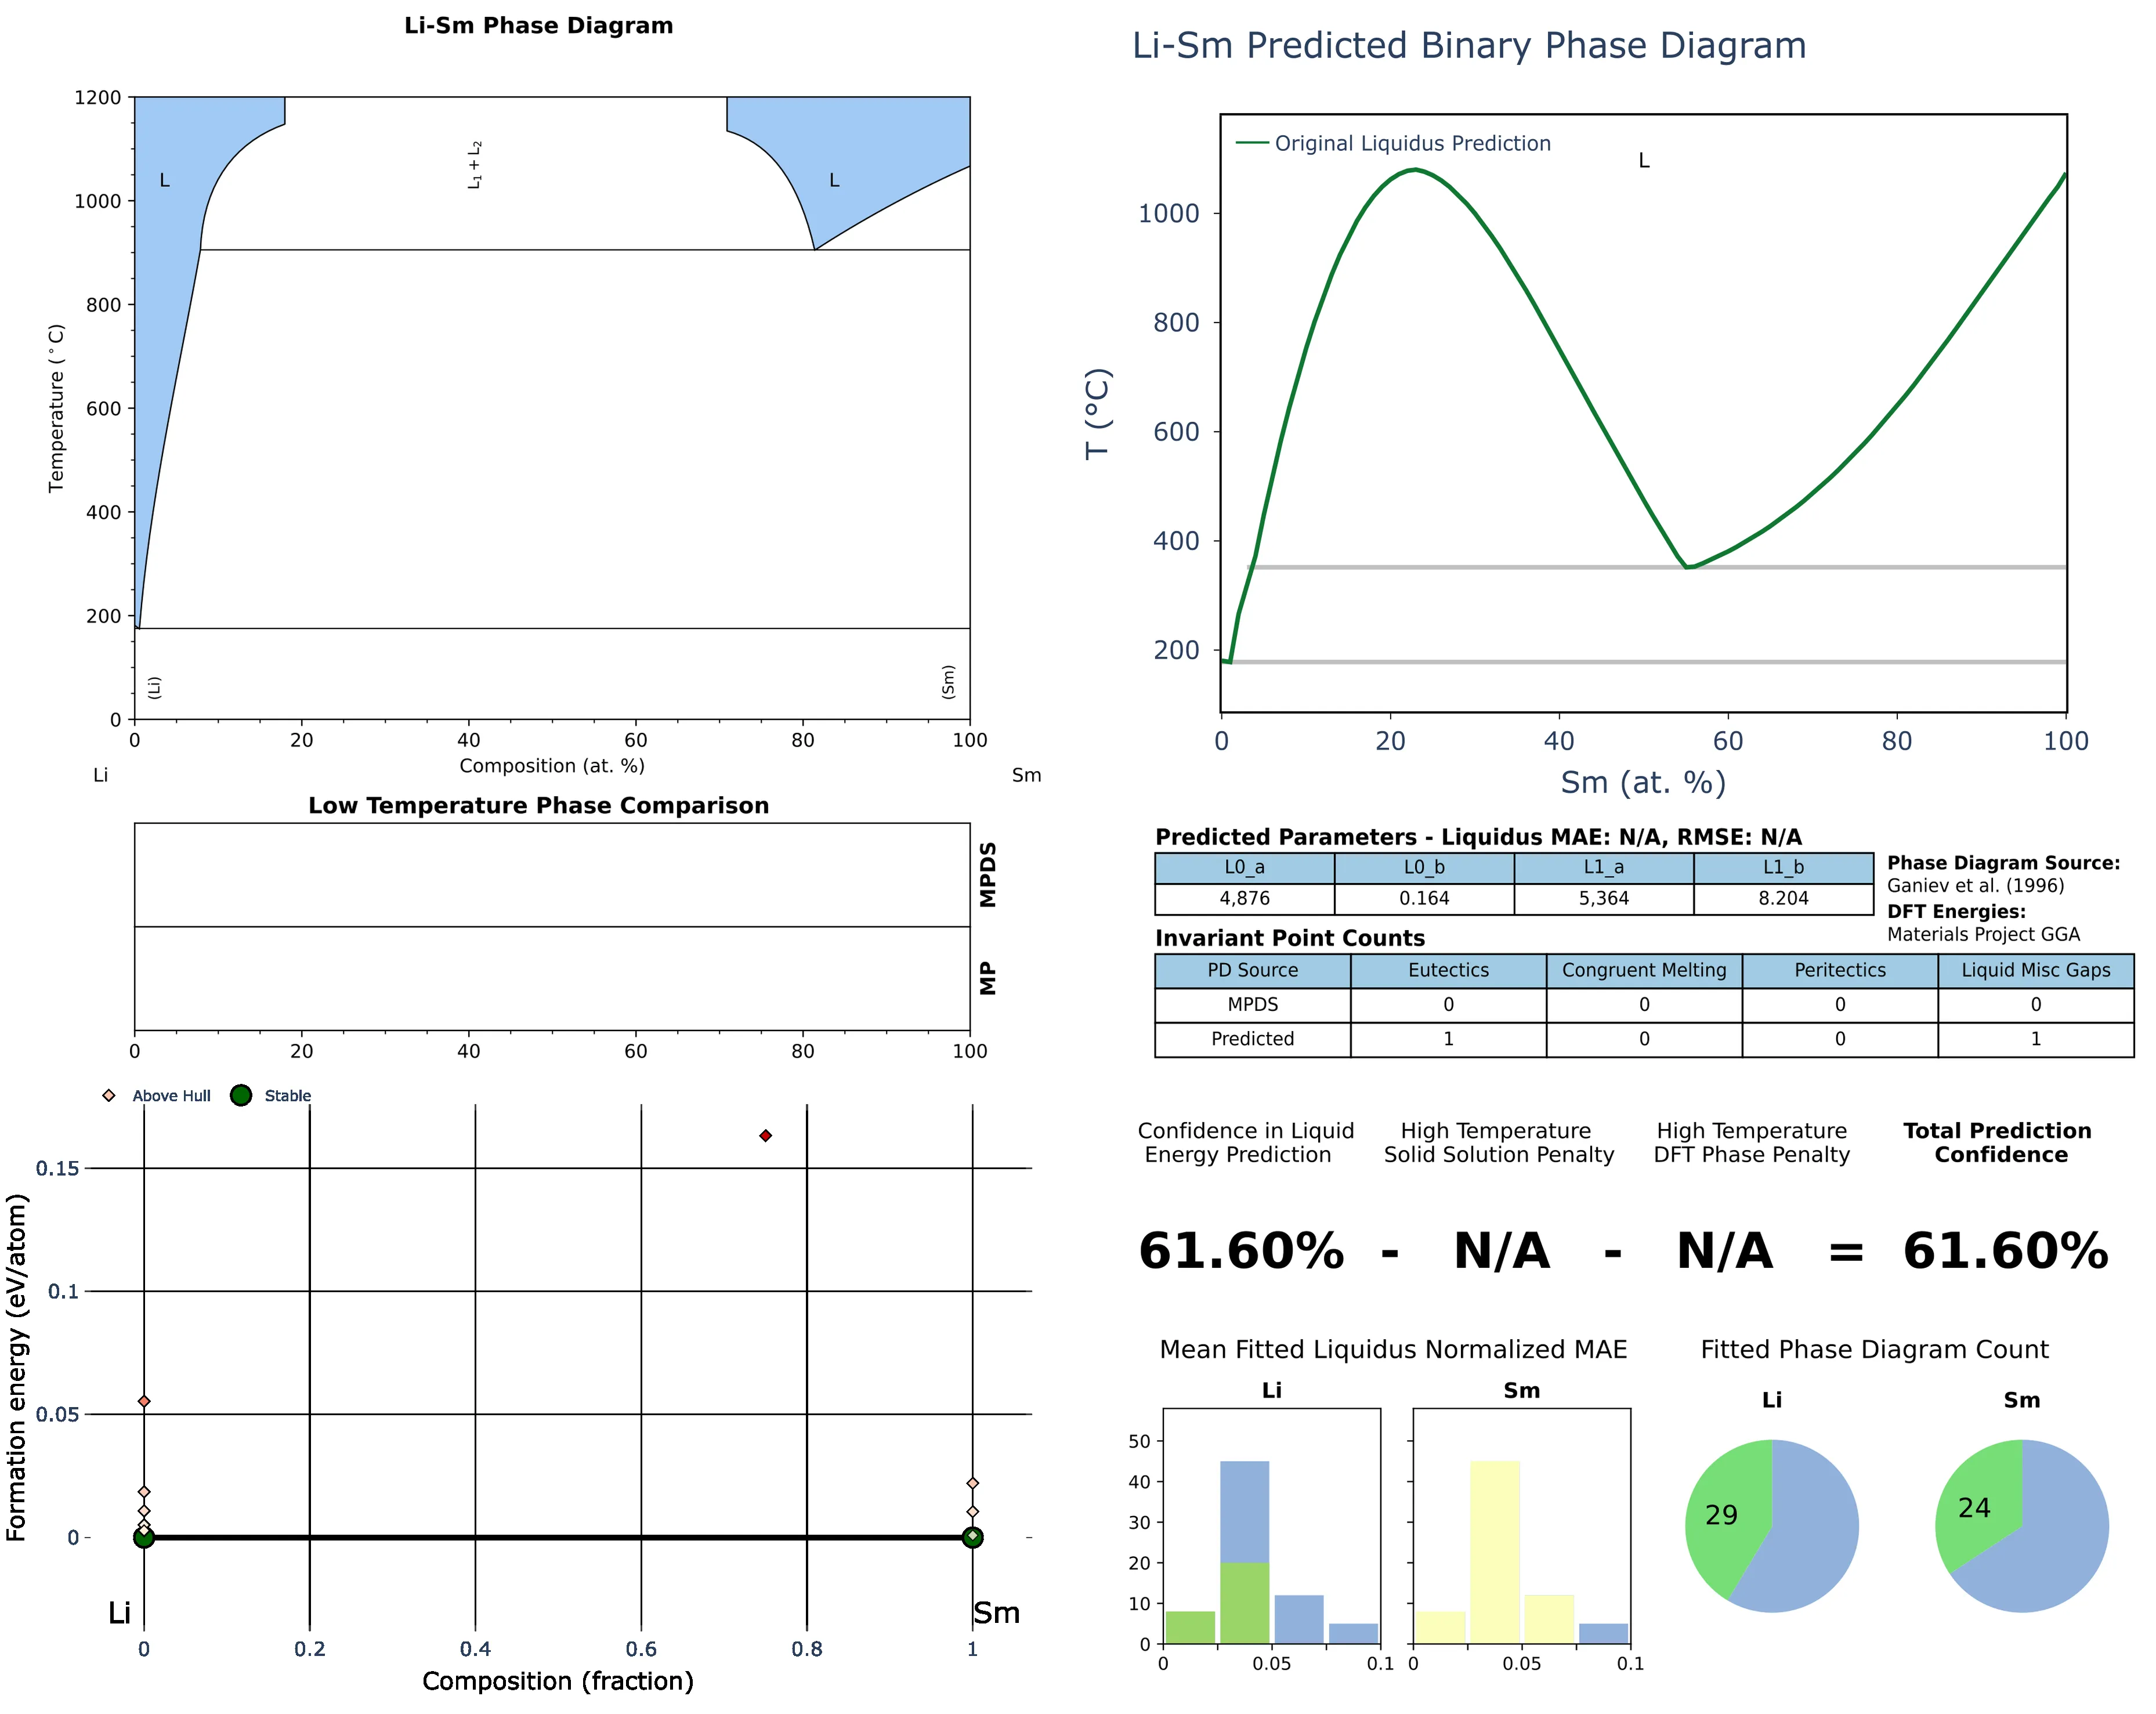 Li-Sm Phase Diagram
1200
1000
800
600
400
200
0
Temperature (°C)
L
L₁ + L₂
L
(Li)
(Sm)
0 20 40 60 80 100
Composition (at. %)
Li Sm
Low Temperature Phase Comparison
MPDS
MP
0 20 40 60 80 100
Above Hull Stable
0.15
0.1
0.05
0
Formation energy (eV/atom)
Li Sm
0 0.2 0.4 0.6 0.8 1
Composition (fraction)
Li-Sm Predicted Binary Phase Diagram
Original Liquidus Prediction
L
1000
800
600
400
200
T (°C)
0 20 40 60 80 100
Sm (at. %)
Predicted Parameters - Liquidus MAE: N/A, RMSE: N/A
L0_a L0_b L1_a L1_b
4,876 0.164 5,364 8.204
Phase Diagram Source:
Ganiev et al. (1996)
DFT Energies:
Materials Project GGA
Invariant Point Counts
PD Source Eutectics Congruent Melting Peritectics Liquid Misc Gaps
MPDS 0 0 0 0
Predicted 1 0 0 1
Confidence in Liquid
Energy Prediction
High Temperature
Solid Solution Penalty
High Temperature
DFT Phase Penalty
Total Prediction
Confidence
61.60% - N/A - N/A = 61.60%
Mean Fitted Liquidus Normalized MAE
Li Sm
50
40
30
20
10
0
0 0.05 0.1 0 0.05 0.1
Fitted Phase Diagram Count
Li Sm
29 24